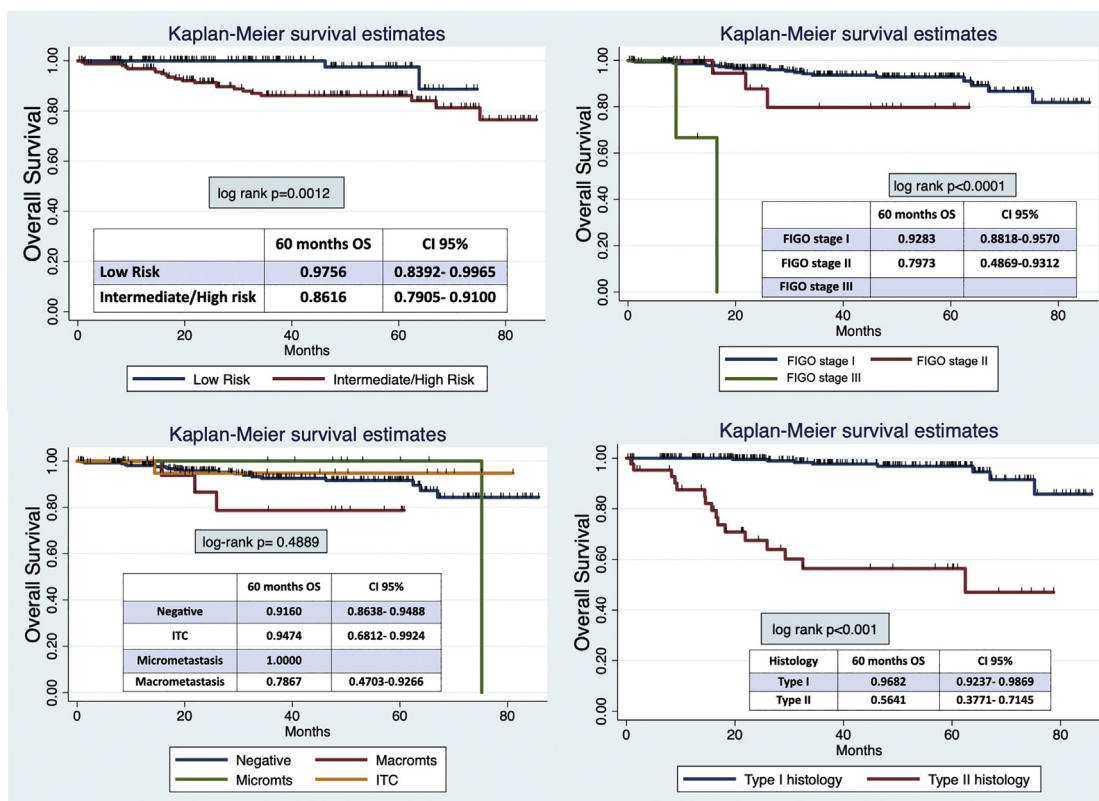 Kaplan-Meier survival estimates
Overall Survival
1.00
0.80
0.60
0.40
0.20
0.00
log rank p=0.0012
60 months OS CI 95%
Low Risk 0.9756 0.8392- 0.9965
Intermediate/High risk 0.8616 0.7905- 0.9100
0 20 40 60 80
Months
Low Risk Intermediate/High Risk
Kaplan-Meier survival estimates
Overall Survival
1.00
0.80
0.60
0.40
0.20
0.00
log rank p<0.0001
60 months OS CI 95%
FIGO stage I 0.9283 0.8818-0.9570
FIGO stage II 0.7973 0.4869-0.9312
FIGO stage III
0 20 40 60 80
Months
FIGO stage I FIGO stage II
FIGO stage III
Kaplan-Meier survival estimates
Overall Survival
1.00
0.80
0.60
0.40
0.20
0.00
log-rank p= 0.4889
60 months OS CI 95%
Negative 0.9160 0.8638- 0.9488
ITC 0.9474 0.6812- 0.9924
Micrometastasis 1.0000
Macrometastasis 0.7867 0.4703-0.9266
0 20 40 60 80
Months
Negative Macromts
Micromts ITC
Kaplan-Meier survival estimates
Overall Survival
1.00
0.80
0.60
0.40
0.20
0.00
log rank p<0.001
Histology 60 months OS CI 95%
Type I 0.9682 0.9237- 0.9869
Type II 0.5641 0.3771- 0.7145
0 20 40 60 80
Months
Type I histology Type II histology